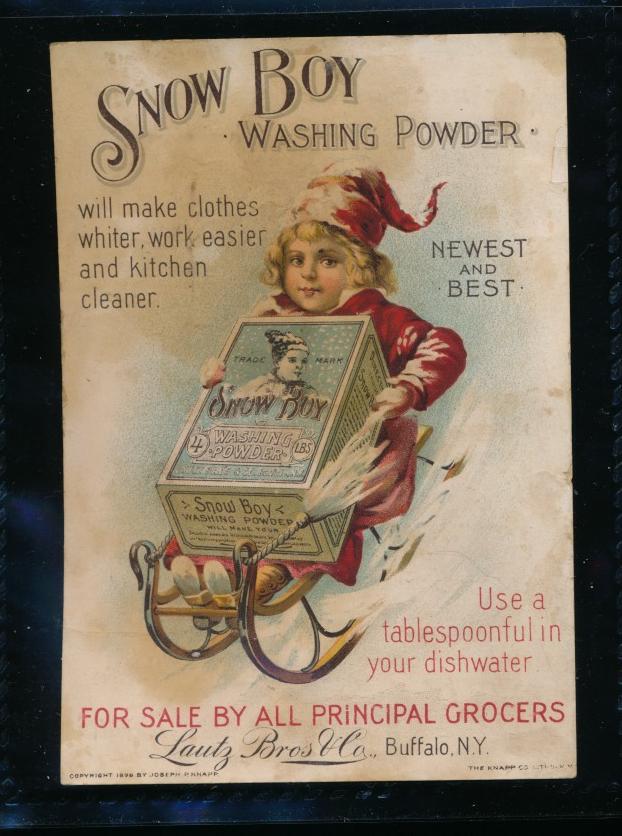 SNOW BOY
· WASHING POWDER ·
will make clothes
whiter, work easier
and kitchen
cleaner.
NEWEST
AND
· BEST ·
TRADE MARK
SNOW BOY
4 WASHING LBS
POWDER
> Snow Boy <
WASHING POWDER
WILL MAKE YOUR
Use a
tablespoonful in
your dishwater
FOR SALE BY ALL PRINCIPAL GROCERS
Lautz Bros & Co., Buffalo, N.Y.
COPYRIGHT 1898 BY JOSEPH P. KNAPP.
THE KNAPP CO.